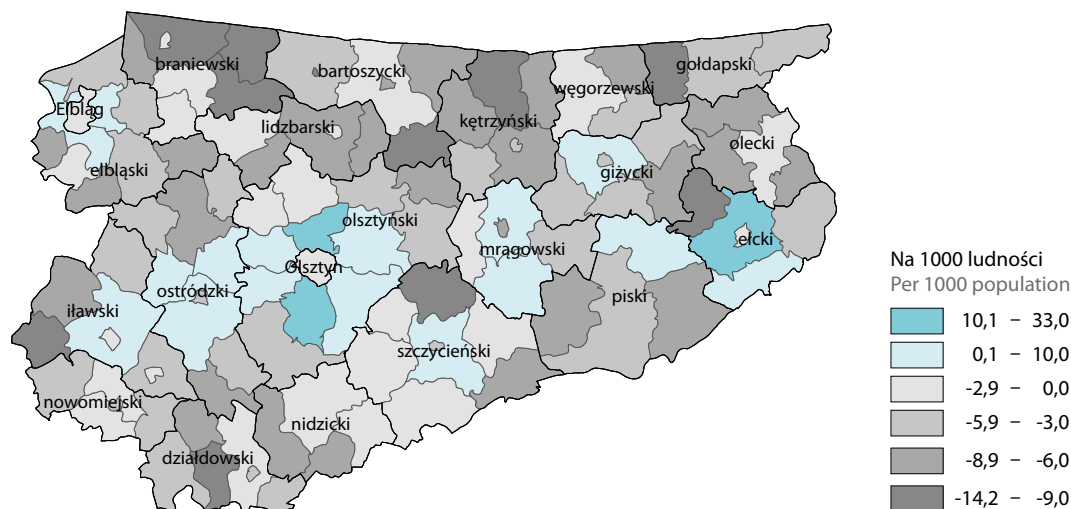 braniewski
bartoszycki
gołdapski
węgorzewski
Elbląg
lidzbarski
kętrzyński
olecki
elbląski
giżycki
olsztyński
mrągowski
ełcki
Olsztyn
ostródzki
piski
iławski
szczycieński
nowomiejski
nidzicki
działdowski
Na 1000 ludności
Per 1000 population
10,1 – 33,0
0,1 – 10,0
-2,9 – 0,0
-5,9 – -3,0
-8,9 – -6,0
-14,2 – -9,0